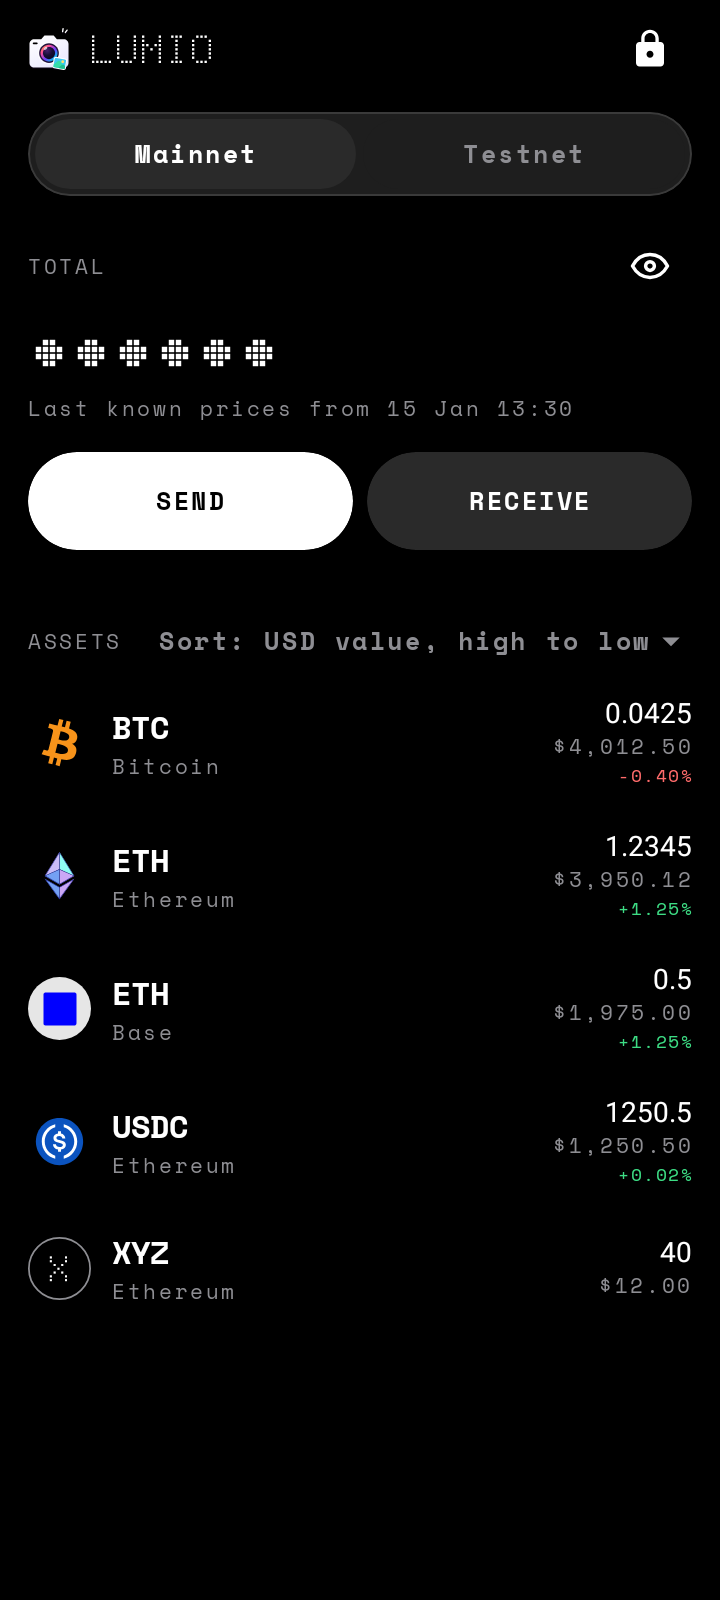 LUMIO
Mainnet Testnet
TOTAL
Last known prices from 15 Jan 13:30
SEND RECEIVE
ASSETS Sort: USD value, high to low
BTC 0.0425
Bitcoin $4,012.50
-0.40%
ETH 1.2345
Ethereum $3,950.12
+1.25%
ETH 0.5
Base $1,975.00
+1.25%
USDC 1250.5
Ethereum $1,250.50
+0.02%
X XYZ 40
Ethereum $12.00